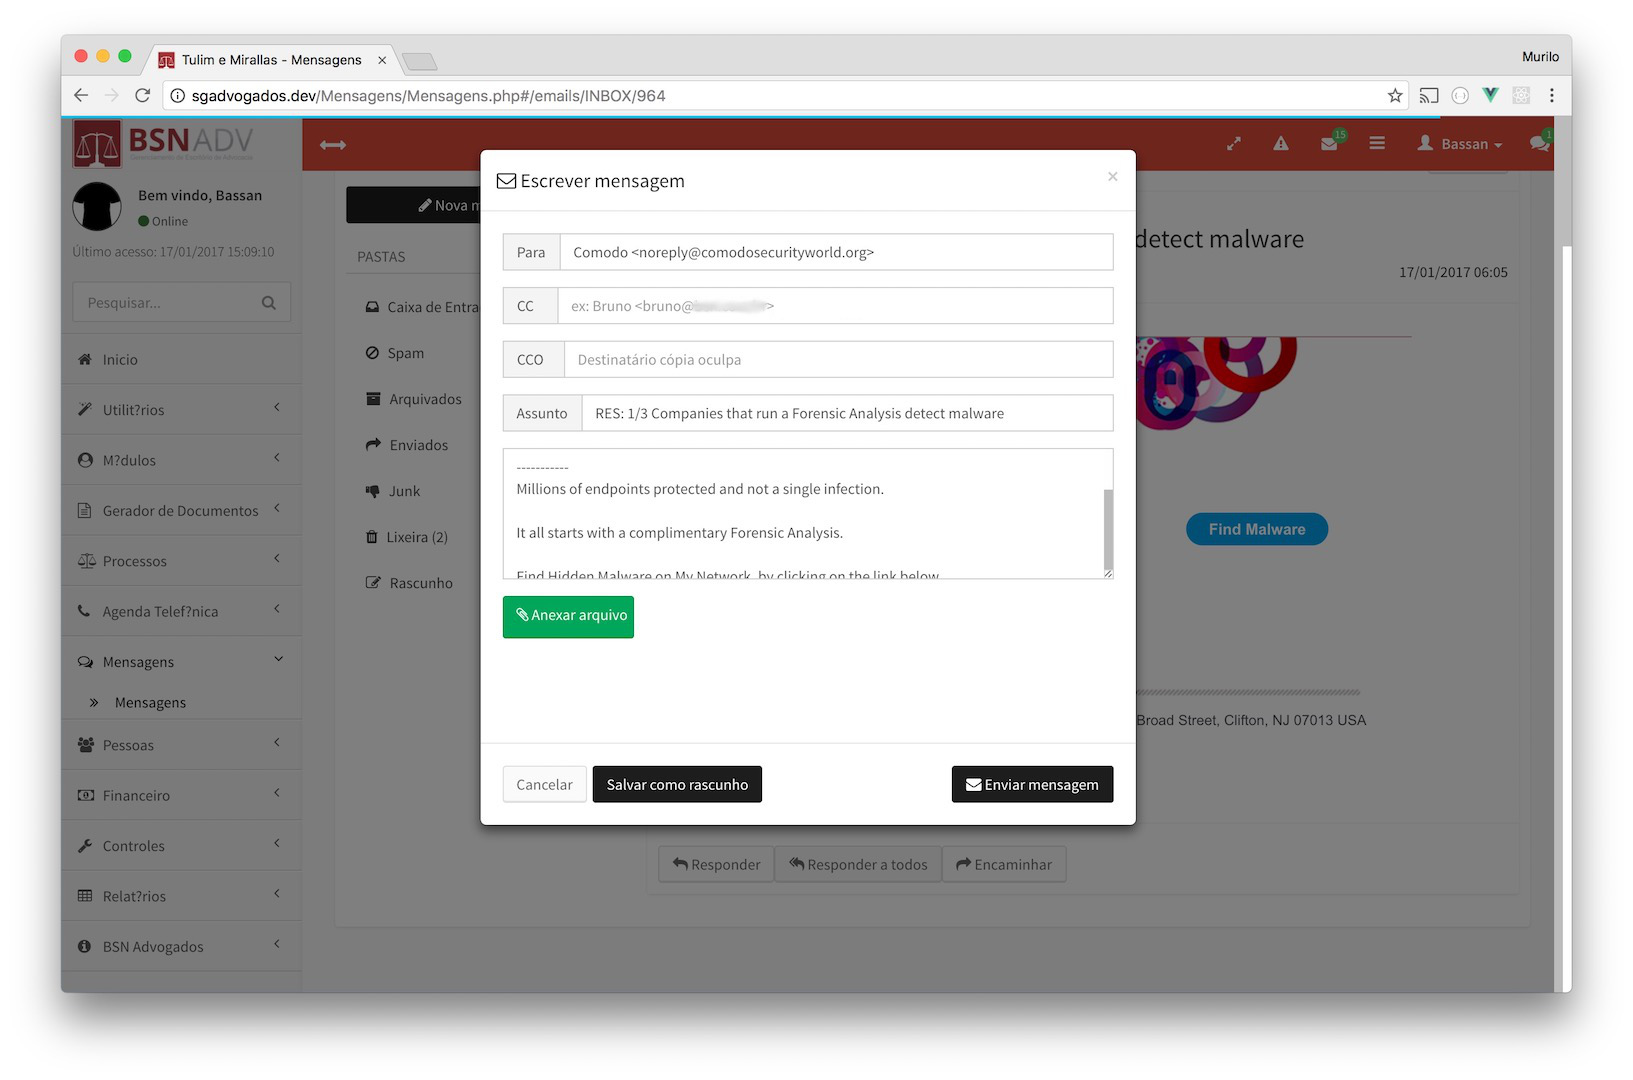 Tulim e Mirallas - Mensagens
Murilo
sgadvogados.dev/Mensagens/Mensagens.php#/emails/INBOX/964
BSNADV
Bem vindo, Bassan
Online
Último acesso: 17/01/2017 15:09:10
Pesquisar...
Inicio
Utilit?rios
M?dulos
Gerador de Documentos
Processos
Agenda Telef?nica
Mensagens
Mensagens
Pessoas
Financeiro
Controles
Relat?rios
BSN Advogados
15
Bassan
1
Nova m
PASTAS
Caixa de Entra
Spam
Arquivados
Enviados
Junk
Lixeira (2)
Rascunho
detect malware
17/01/2017 06:05
Find Malware
Broad Street, Clifton, NJ 07013 USA
Responder
Responder a todos
Encaminhar
Escrever mensagem
×
Para
Comodo <noreply@comodosecurityworld.org>
CC
ex: Bruno <bruno@
>
CCO
Destinatário cópia oculpa
Assunto
RES: 1/3 Companies that run a Forensic Analysis detect malware
-----------
Millions of endpoints protected and not a single infection.
It all starts with a complimentary Forensic Analysis.
Find Hidden Malware on My Network, by clicking on the link below
Anexar arquivo
Cancelar
Salvar como rascunho
Enviar mensagem